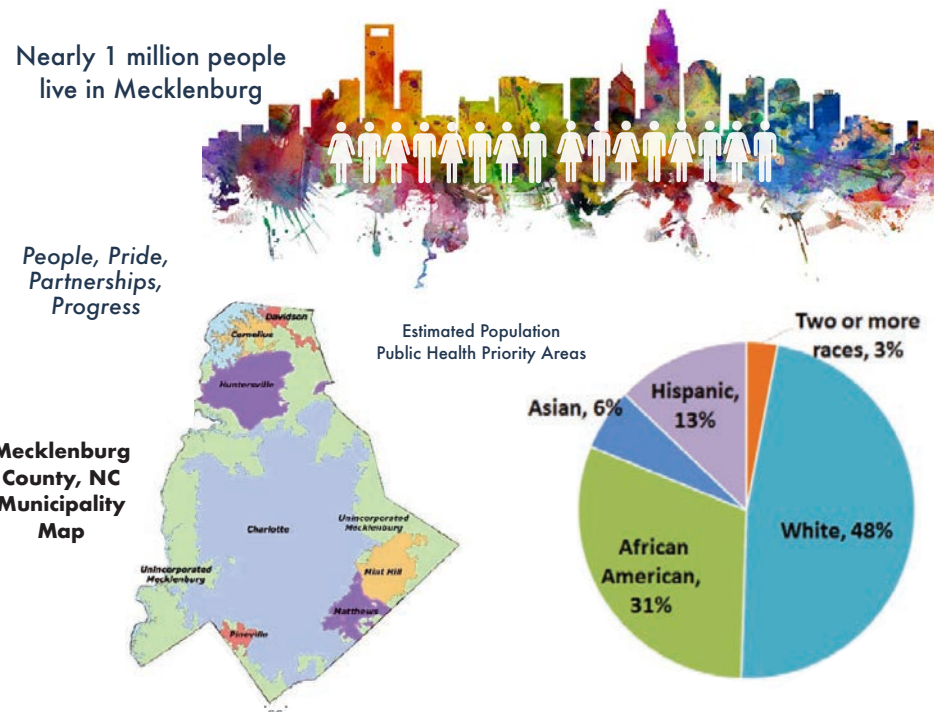 Nearly 1 million people
live in Mecklenburg
People, Pride,
Partnerships,
Progress
Davidson
Cornelius
Huntersville
Mecklenburg
County, NC
Municipality
Map
Charlotte
Unincorporated
Mecklenburg
Unincorporated
Mecklenburg
Mint Hill
Matthews
Pineville
Estimated Population
Public Health Priority Areas
Two or more
races, 3%
Hispanic,
13%
Asian, 6%
White, 48%
African
American,
31%